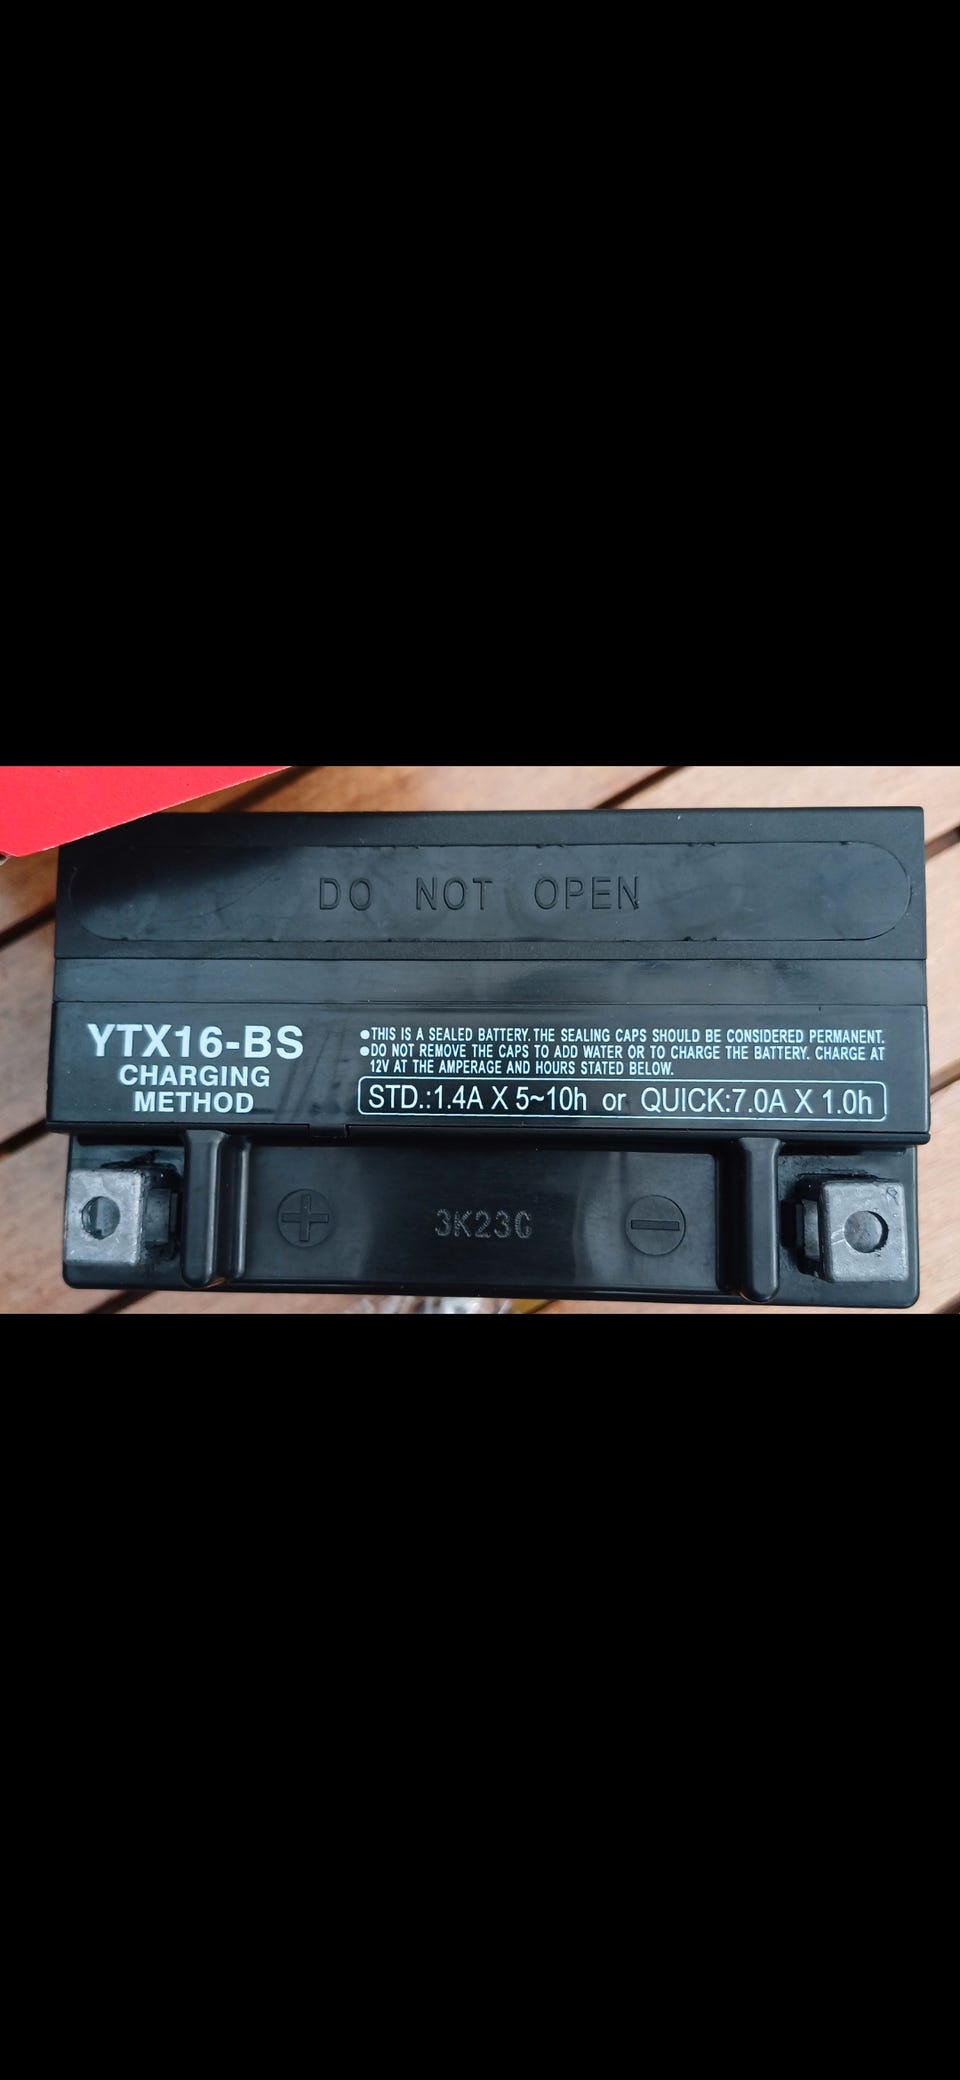 DO NOT OPEN
YTX16-BS
CHARGING
METHOD
●THIS IS A SEALED BATTERY. THE SEALING CAPS SHOULD BE CONSIDERED PERMANENT.
●DO NOT REMOVE THE CAPS TO ADD WATER OR TO CHARGE THE BATTERY. CHARGE AT
12V AT THE AMPERAGE AND HOURS STATED BELOW.
STD.:1.4A X 5~10h or QUICK:7.0A X 1.0h
+ 3K23G −